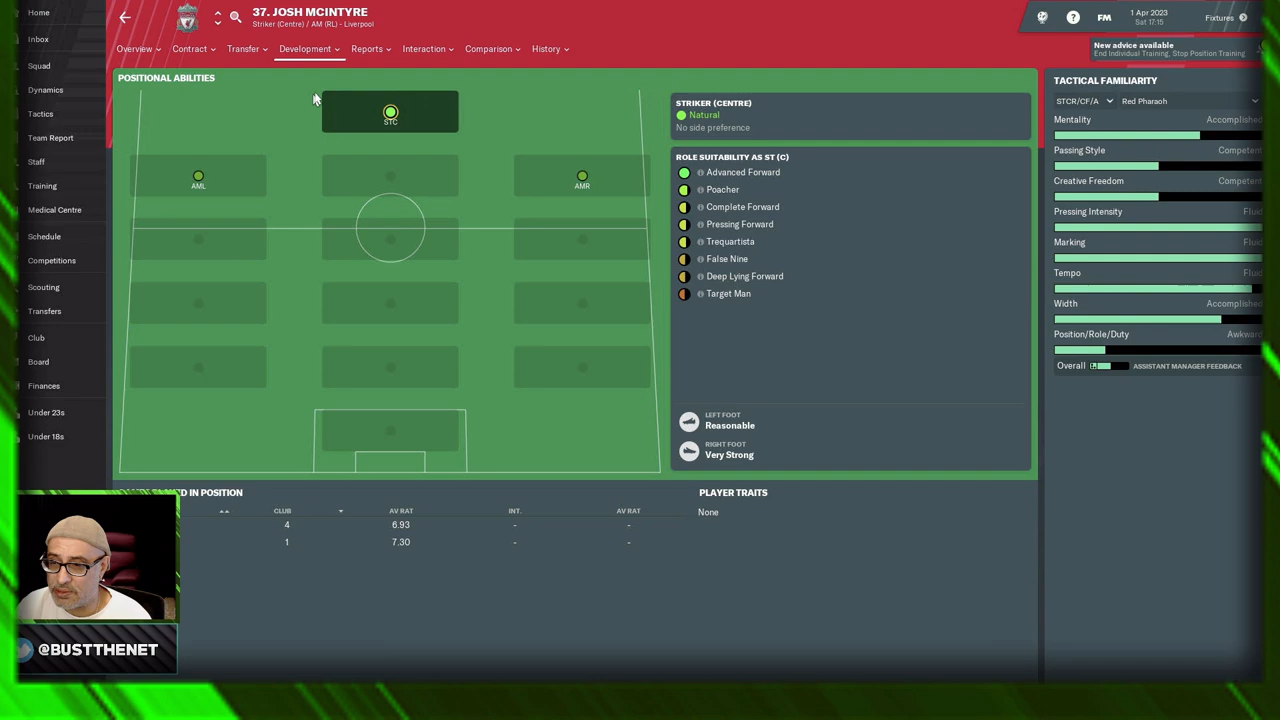 Home
Inbox
Squad
Dynamics
Tactics
Team Report
Staff
Training
Medical Centre
Schedule
Competitions
Scouting
Transfers
Club
Board
Finances
Under 23s
Under 18s
37. JOSH MCINTYRE
Striker (Centre) / AM (RL) - Liverpool
?
FM
1 Apr 2023
Sat 17:15
Fixtures
Overview
Contract
Transfer
Development
Reports
Interaction
Comparison
History
New advice available
End Individual Training, Stop Position Training
POSITIONAL ABILITIES
STC
AML
AMR
STRIKER (CENTRE)
Natural
No side preference
ROLE SUITABILITY AS ST (C)
Advanced Forward
Poacher
Complete Forward
Pressing Forward
Trequartista
False Nine
Deep Lying Forward
Target Man
LEFT FOOT
Reasonable
RIGHT FOOT
Very Strong
TACTICAL FAMILIARITY
STCR/CF/A
Red Pharaoh
Mentality Accomplished
Passing Style Competent
Creative Freedom Competent
Pressing Intensity Fluid
Marking Fluid
Tempo Fluid
Width Accomplished
Position/Role/Duty Awkward
Overall ASSISTANT MANAGER FEEDBACK
IN POSITION
CLUB AV RAT INT. AV RAT
4 6.93 - -
1 7.30 - -
PLAYER TRAITS
None
@BUSTTHENET